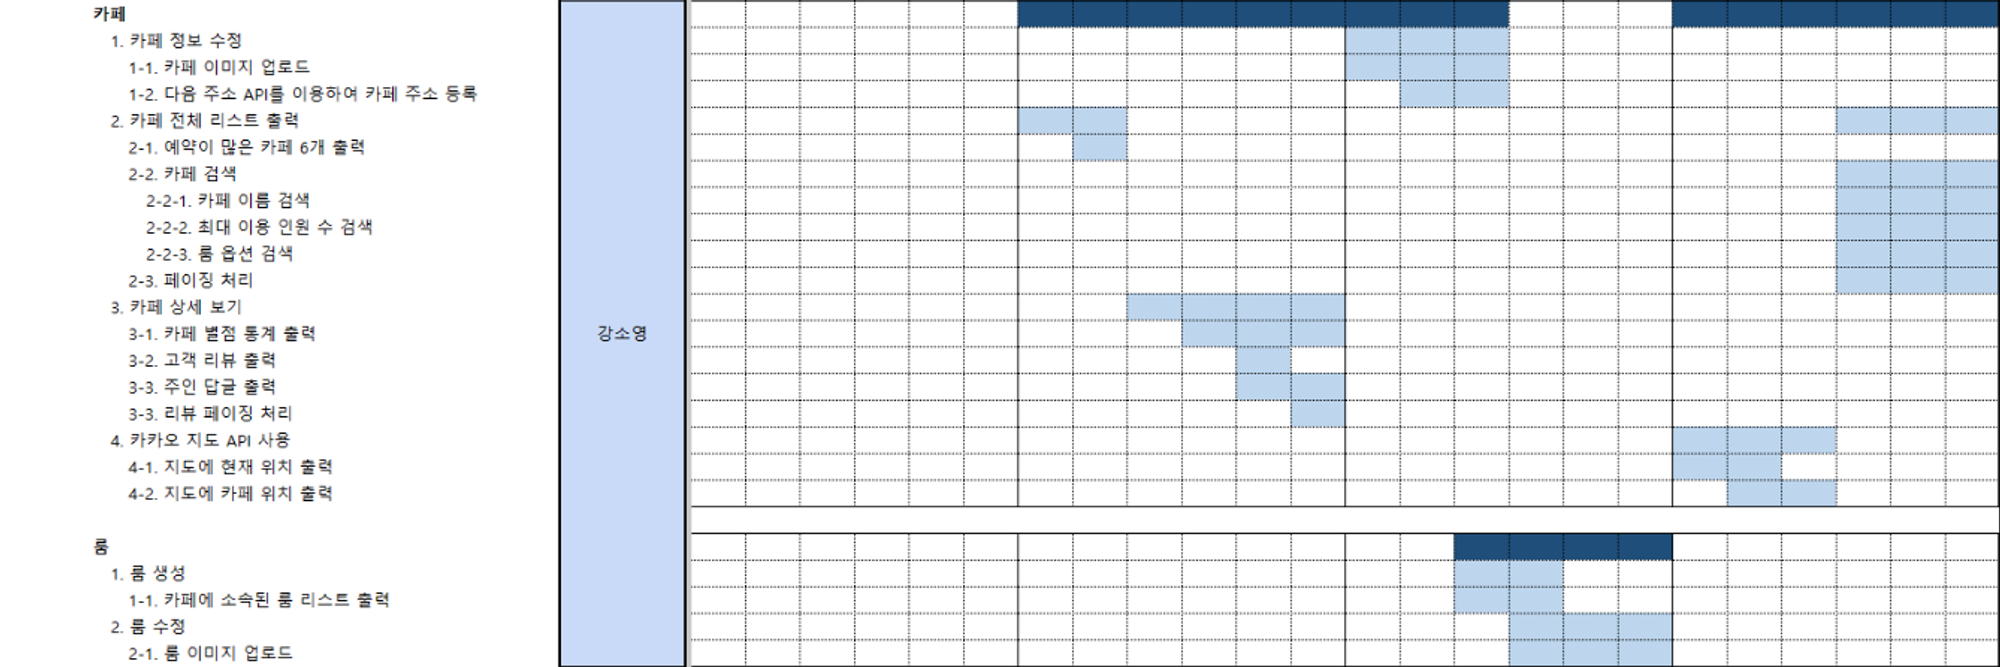 카페
1. 카페 정보 수정
1-1. 카페 이미지 업로드
1-2. 다음 주소 API를 이용하여 카페 주소 등록
2. 카페 전체 리스트 출력
2-1. 예약이 많은 카페 6개 출력
2-2. 카페 검색
2-2-1. 카페 이름 검색
2-2-2. 최대 이용 인원 수 검색
2-2-3. 룸 옵션 검색
2-3. 페이징 처리
3. 카페 상세 보기
3-1. 카페 별점 통계 출력
강소영
3-2. 고객 리뷰 출력
3-3. 주인 답글 출력
3-3. 리뷰 페이징 처리
4. 카카오 지도 API 사용
4-1. 지도에 현재 위치 출력
4-2. 지도에 카페 위치 출력
룸
1. 룸 생성
1-1. 카페에 소속된 룸 리스트 출력
2. 룸 수정
2-1. 룸 이미지 업로드